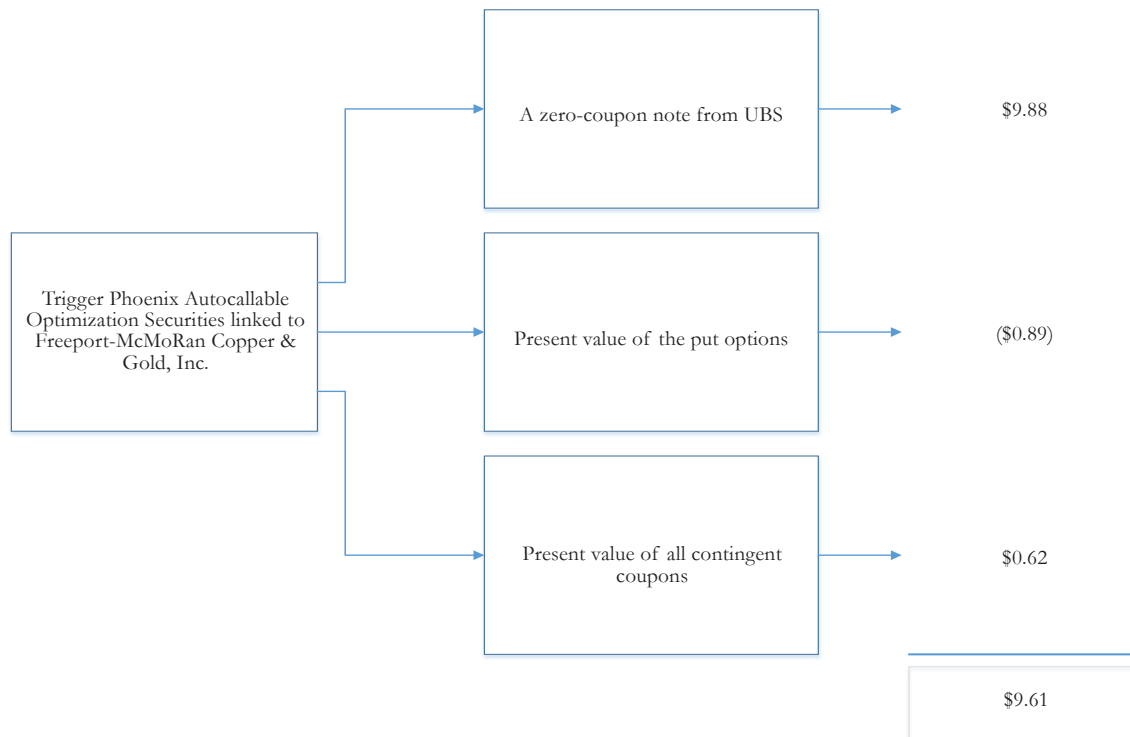 A zero-coupon note from UBS
$9.88
Trigger Phoenix Autocallable
Optimization Securities linked to
Freeport-McMoRan Copper &
Gold, Inc.
Present value of the put options
($0.89)
Present value of all contingent
coupons
$0.62
$9.61